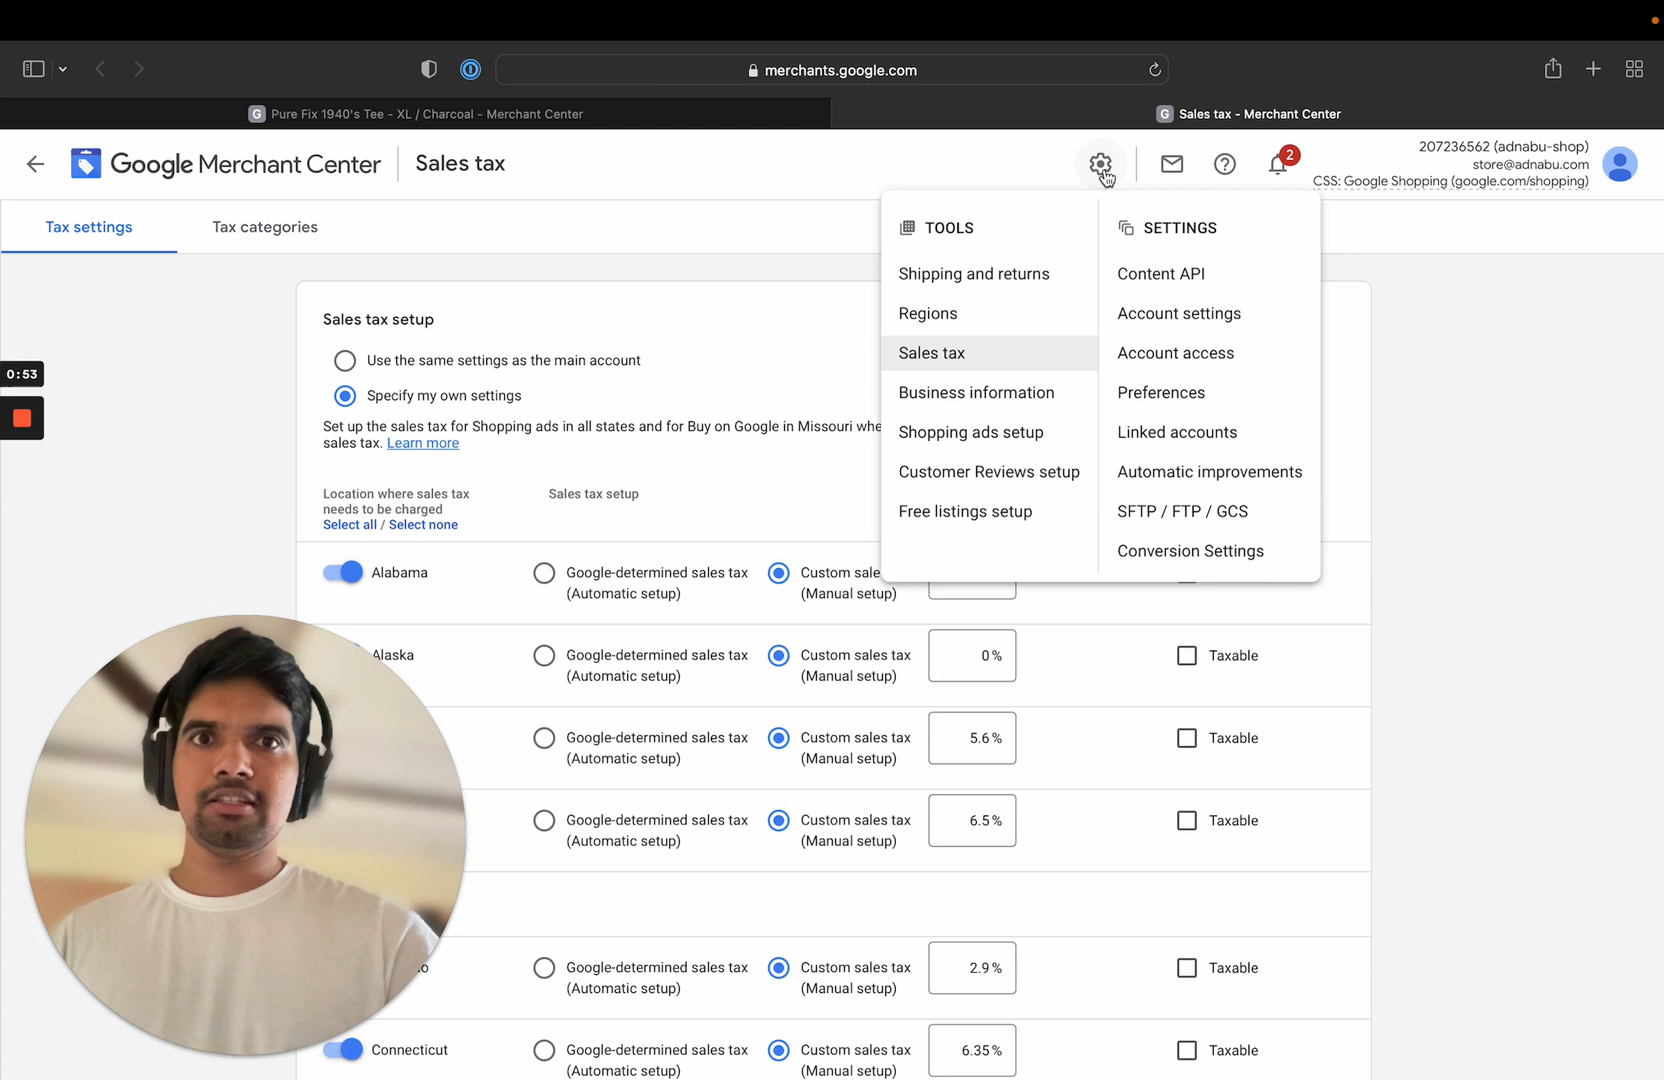 merchants.google.com
Pure Fix 1940's Tee - XL / Charcoal - Merchant Center
Sales tax - Merchant Center
Google Merchant Center
Sales tax
2
207236562 (adnabu-shop)
store@adnabu.com
CSS: Google Shopping (google.com/shopping)
Tax settings
Tax categories
TOOLS
Shipping and returns
Regions
Sales tax
Business information
Shopping ads setup
Customer Reviews setup
Free listings setup
SETTINGS
Content API
Account settings
Account access
Preferences
Linked accounts
Automatic improvements
SFTP / FTP / GCS
Conversion Settings
0:53
Sales tax setup
Use the same settings as the main account
Specify my own settings
Set up the sales tax for Shopping ads in all states and for Buy on Google in Missouri whe
sales tax. Learn more
Location where sales tax
needs to be charged
Select all / Select none
Sales tax setup
Alabama
Google-determined sales tax
(Automatic setup)
Custom sale
(Manual setup)
Alaska
Google-determined sales tax
(Automatic setup)
Custom sales tax
(Manual setup)
0%
Taxable
Google-determined sales tax
(Automatic setup)
Custom sales tax
(Manual setup)
5.6%
Taxable
Google-determined sales tax
(Automatic setup)
Custom sales tax
(Manual setup)
6.5%
Taxable
Google-determined sales tax
(Automatic setup)
Custom sales tax
(Manual setup)
2.9%
Taxable
Connecticut
Google-determined sales tax
(Automatic setup)
Custom sales tax
(Manual setup)
6.35%
Taxable